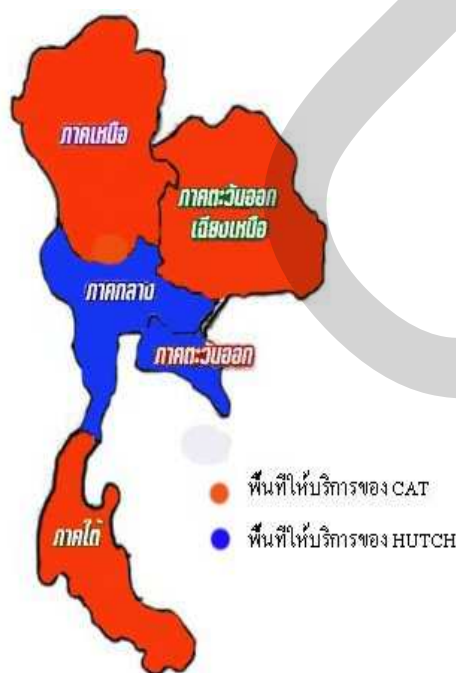 ภาคเหนือ
ภาคตะวันออก
เฉียงเหนือ
ภาคกลาง
ภาคตะวันออก
ภาคใต้
พื้นที่ให้บริการของ CAT
พื้นที่ให้บริการของ HUTCH